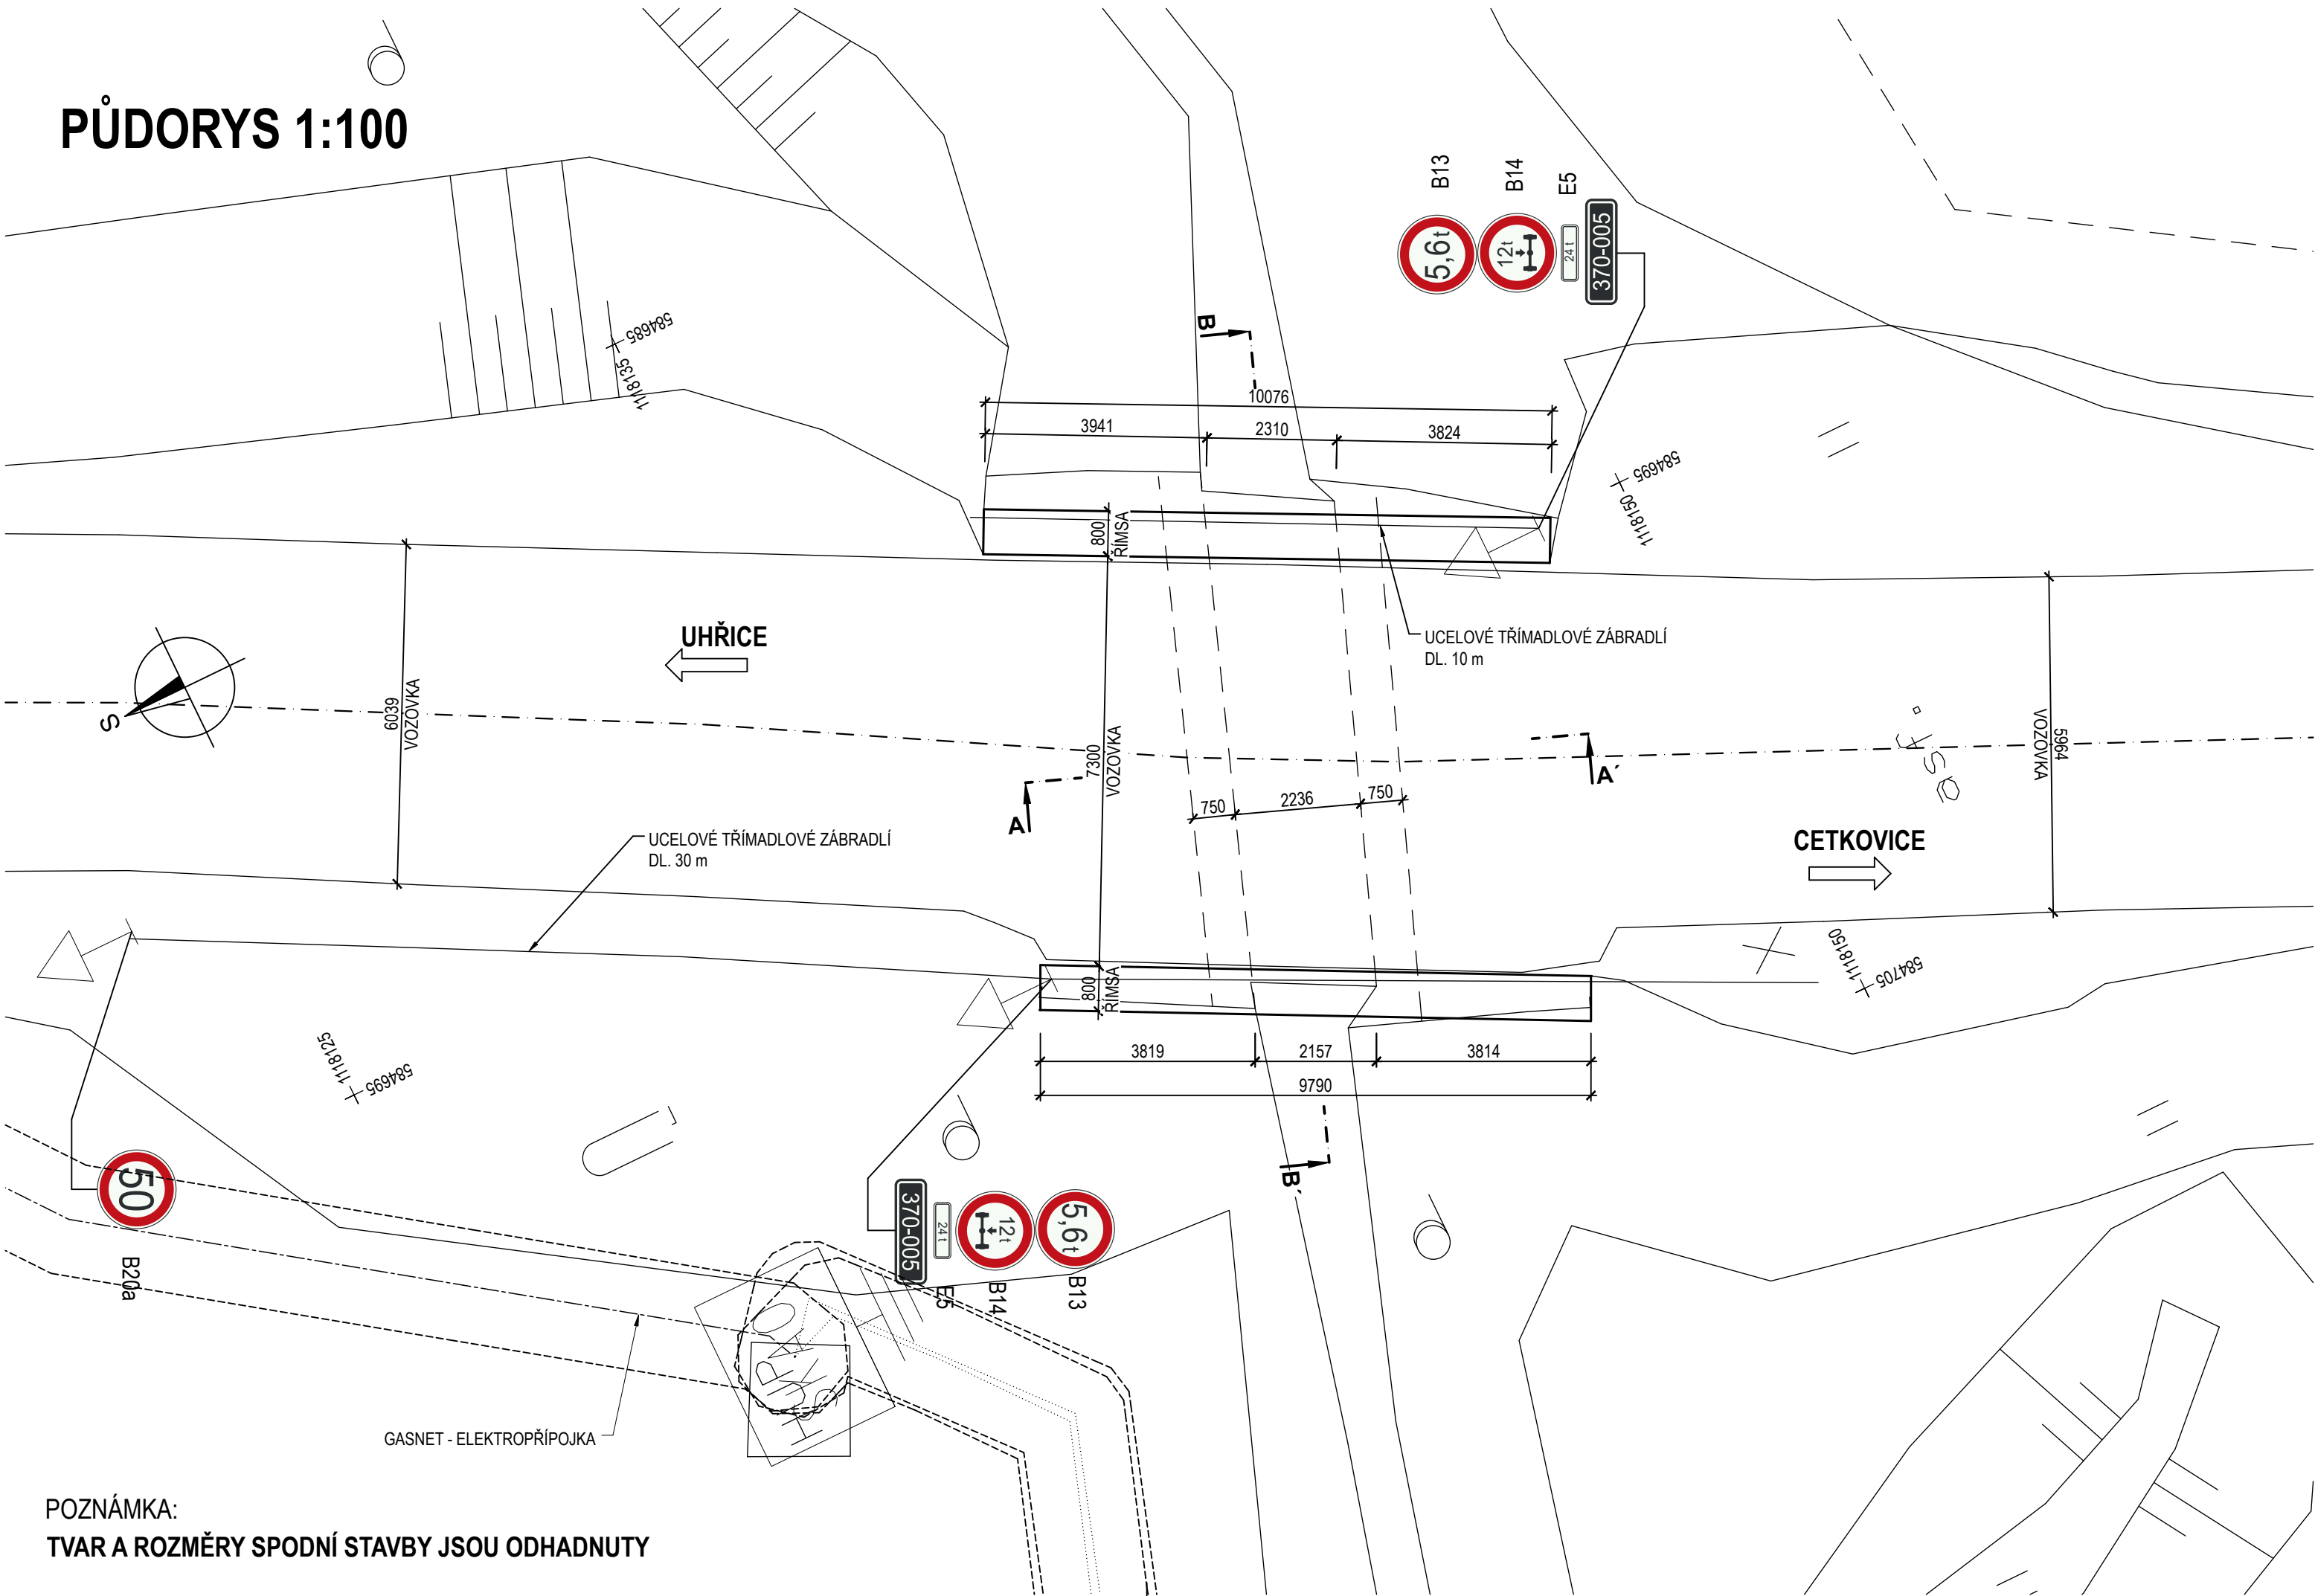 PŮDORYS 1:100
B13
B14
E5
5,6t
12t
24 t
370-005
584685
1118135
B
10076
3941
2310
3824
584695
1118150
800
ŘÍMSA
UHŘICE
UCELOVÉ TŘÍMADLOVÉ ZÁBRADLÍ
DL. 10 m
S
6039
VOZOVKA
7300
VOZOVKA
5964
VOZOVKA
A
A´
750
2236
750
CETKOVICE
UCELOVÉ TŘÍMADLOVÉ ZÁBRADLÍ
DL. 30 m
800
ŘÍMSA
1118150
584705
3819
2157
3814
9790
1118125
584695
B´
50
B20a
370-005
24 t
12t
5,6t
E5
B14
B13
GASNET - ELEKTROPŘÍPOJKA
POZNÁMKA:
TVAR A ROZMĚRY SPODNÍ STAVBY JSOU ODHADNUTY